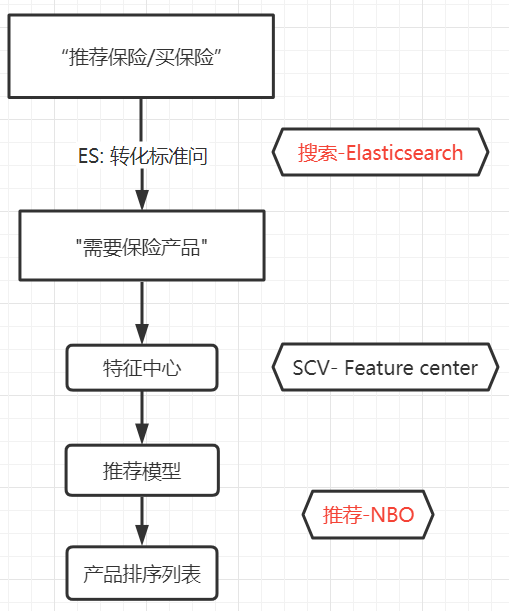 “推荐保险/买保险”
ES: 转化标准问
搜索-Elasticsearch
"需要保险产品"
特征中心
SCV- Feature center
推荐模型
推荐-NBO
产品排序列表